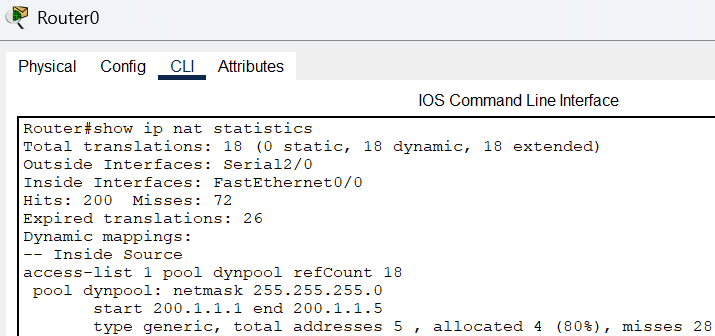 Router0
Physical Config CLI Attributes
IOS Command Line Interface
Router#show ip nat statistics
Total translations: 18 (0 static, 18 dynamic, 18 extended)
Outside Interfaces: Serial2/0
Inside Interfaces: FastEthernet0/0
Hits: 200  Misses: 72
Expired translations: 26
Dynamic mappings:
-- Inside Source
access-list 1 pool dynpool refCount 18
 pool dynpool: netmask 255.255.255.0
       start 200.1.1.1 end 200.1.1.5
       type generic, total addresses 5 , allocated 4 (80%), misses 28